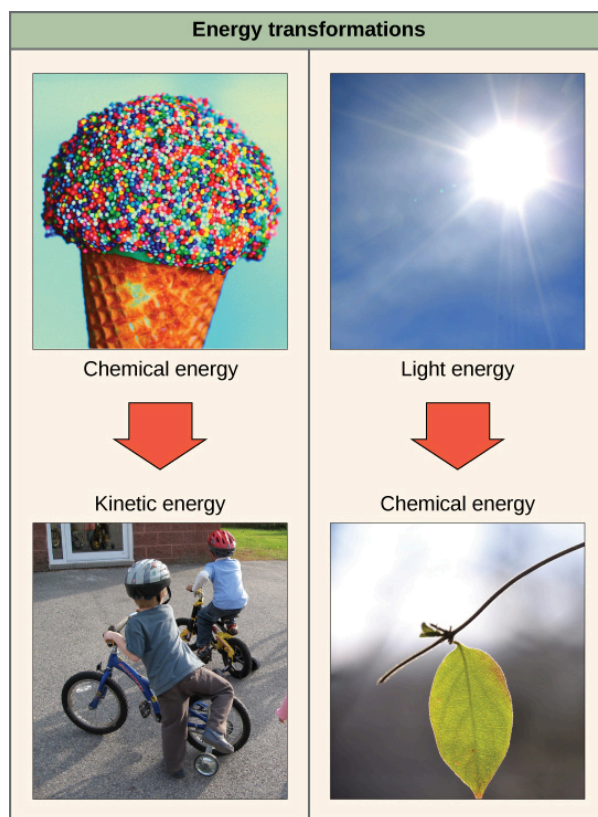 Energy transformations
Chemical energy
Light energy
Kinetic energy
Chemical energy